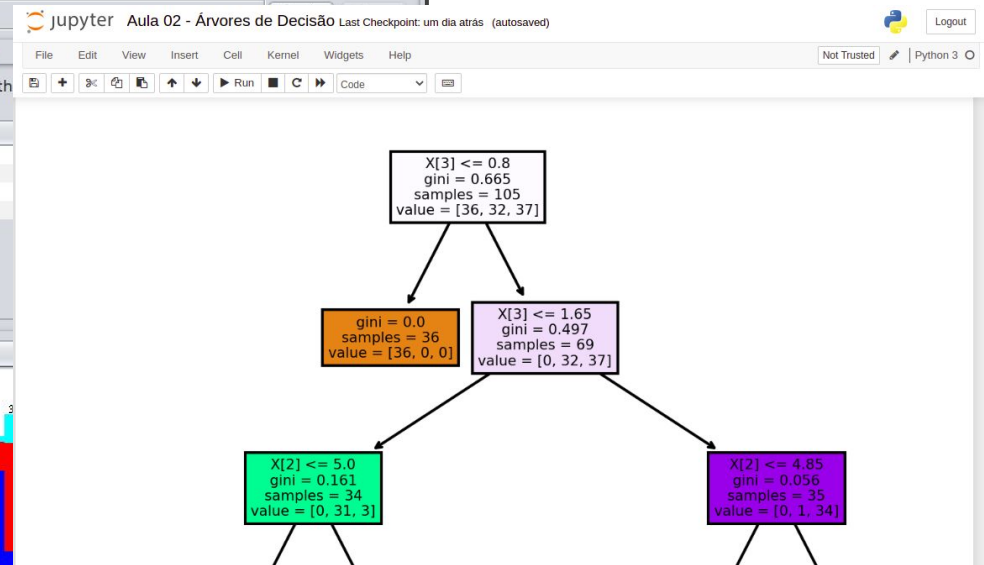 jupyter Aula 02 - Árvores de Decisão Last Checkpoint: um dia atrás (autosaved)
Logout
File Edit View Insert Cell Kernel Widgets Help
Not Trusted Python 3
Run Code
th
X[3] <= 0.8
gini = 0.665
samples = 105
value = [36, 32, 37]
gini = 0.0
samples = 36
value = [36, 0, 0]
X[3] <= 1.65
gini = 0.497
samples = 69
value = [0, 32, 37]
3
X[2] <= 5.0
gini = 0.161
samples = 34
value = [0, 31, 3]
X[2] <= 4.85
gini = 0.056
samples = 35
value = [0, 1, 34]